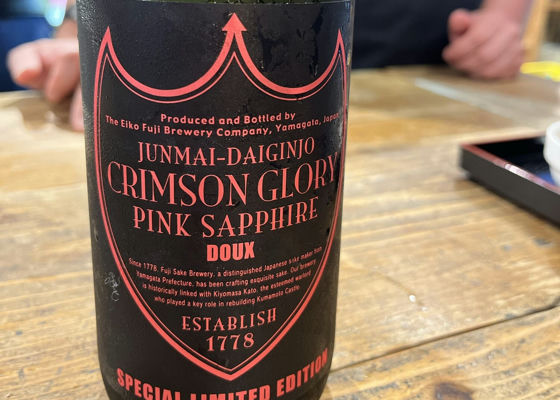 Produced and Bottled by
The Eiko Fuji Brewery Company, Yamagata, Japan
JUNMAI-DAIGINJO
CRIMSON GLORY
PINK SAPPHIRE
DOUX
Since 1778, Fuji Sake Brewery, a distinguished Japanese sake maker from
Yamagata Prefecture, has been crafting exquisite sake. Our brewery
is historically linked with Kiyomasa Kato, the esteemed warlord
who played a key role in rebuilding Kumamoto Castle.
ESTABLISH
1778
SPECIAL LIMITED EDITION